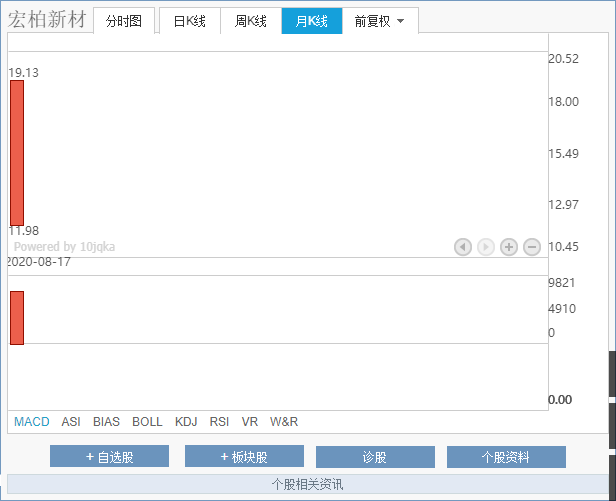 宏柏新材 分时图 日K线 周K线 月K线 前复权
20.52
19.13
18.00
15.49
12.97
11.98
Powered by 10jqka
10.45
2020-08-17
9821
4910
0
0.00
MACD ASI BIAS BOLL KDJ RSI VR W&R
+ 自选股 + 板块股 诊股 个股资料
个股相关资讯